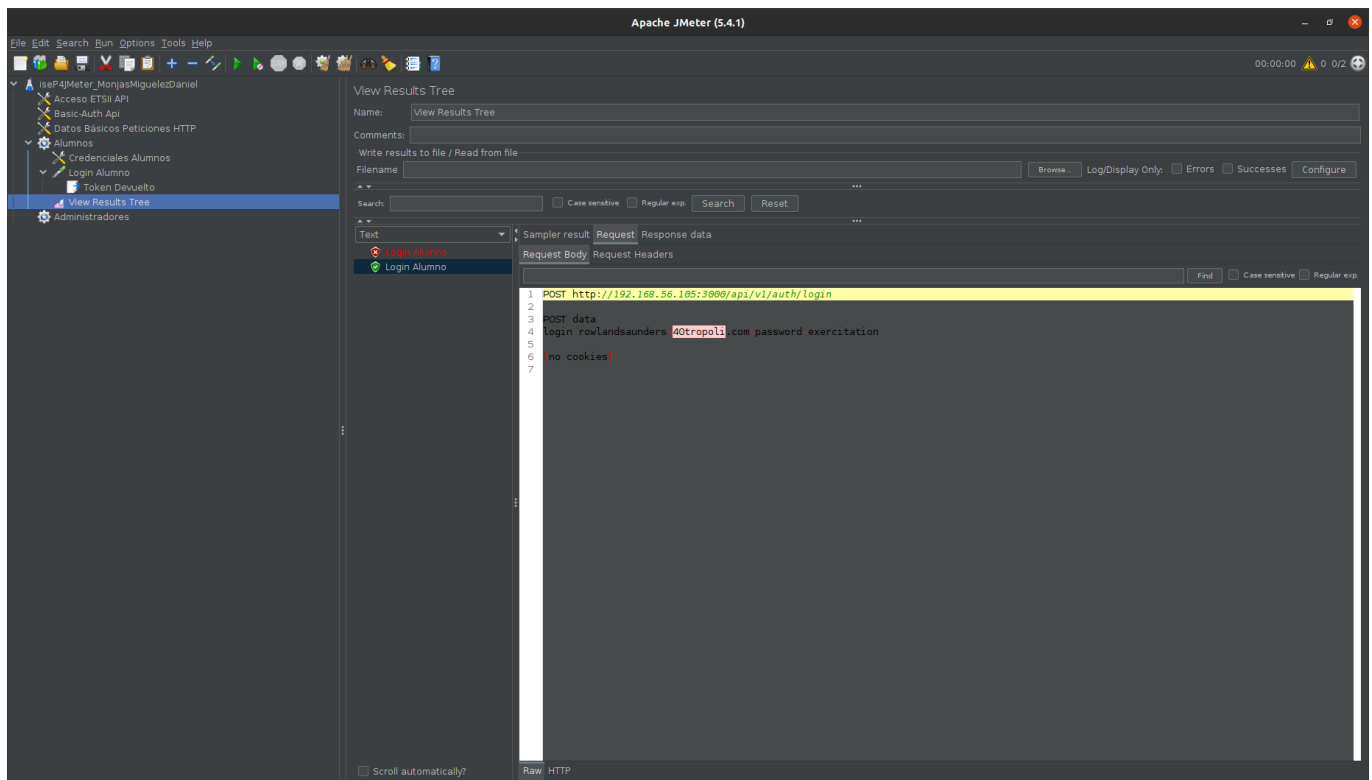 Apache JMeter (5.4.1)
File Edit Search Run Options Tools Help
00:00:00 0 0/2
iseP4JMeter_MonjasMiguelezDaniel
Acceso ETSII API
Basic-Auth Api
Datos Básicos Peticiones HTTP
Alumnos
Credenciales Alumnos
Login Alumno
Token Devuelto
View Results Tree
Administradores
View Results Tree
Name: View Results Tree
Comments:
Write results to file / Read from file
Filename Browse... Log/Display Only: Errors Successes Configure
Search: Case sensitive Regular exp. Search Reset
Text
Login Alumno
Login Alumno
Scroll automatically?
Sampler result Request Response data
Request Body Request Headers
Find Case sensitive Regular exp.
1 POST http://192.168.56.105:3000/api/v1/auth/login
2
3 POST data
4 login rowlandsaunders 40tropoli.com password exercitation
5
6 [no cookies]
7
Raw HTTP